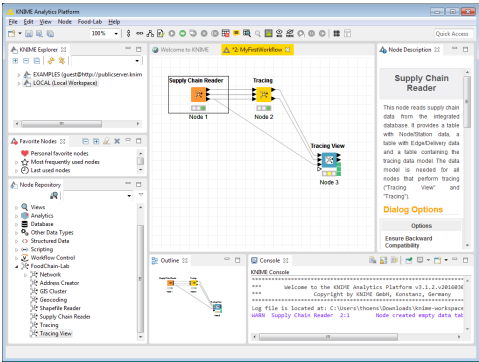 KNIME Analytics Platform
File Edit View Node Food-Lab Help
100%
Quick Access
KNIME Explorer
EXAMPLES (guest@http://publicserver.knim
LOCAL (Local Workspace)
Favorite Nodes
Personal favorite nodes
Most frequently used nodes
Last used nodes
Node Repository
Views
Analytics
Database
Other Data Types
Structured Data
Scripting
Workflow Control
FoodChain-Lab
Network
Address Creator
GIS Cluster
Geocoding
Shapefile Reader
Supply Chain Reader
Tracing
Tracing View
Welcome to KNIME
*2: MyFirstWorkflow
Supply Chain Reader
Node 1
Tracing
Node 2
Tracing View
Node 3
Node Description
Supply Chain
Reader
This node reads supply chain
data from the integrated
database. It provides a table
with Node/Station data, a
table with Edge/Delivery data
and a table containing the
tracing data model. The data
model is needed for all
nodes that perform tracing
("Tracing View" and
"Tracing").
Dialog Options
Options
Ensure Backward
Compatibility
Outline
Console
KNIME Console
*** Welcome to the KNIME Analytics Platform v3.1.2.v2016030
*** Copyright by KNIME GmbH, Konstanz, Germany
Log file is located at: C:\Users\thoens\Downloads\knime-workspace
WARN Supply Chain Reader 2:1 Node created empty data tab